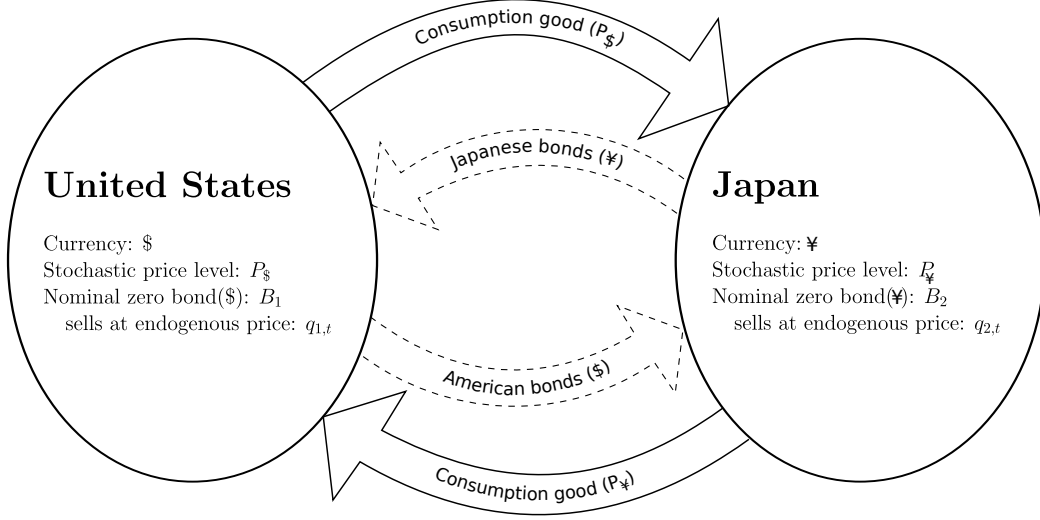 Consumption good (P$)
Japanese bonds (¥)
United States
Currency: $
Stochastic price level: P$
Nominal zero bond($): B1
sells at endogenous price: q1,t
Japan
Currency: ¥
Stochastic price level: P¥
Nominal zero bond(¥): B2
sells at endogenous price: q2,t
American bonds ($)
Consumption good (P¥)